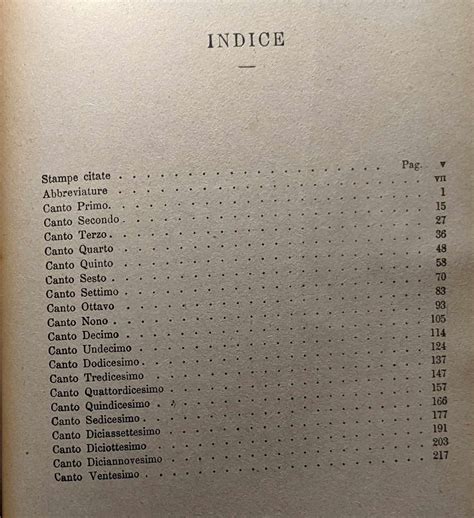 INDICE
Stampe citate . . . . . . . . . . Pag. v
Abbreviature . . . . . . . . . . VII
Canto Primo. . . . . . . . . . . 1
Canto Secondo . . . . . . . . . . 15
Canto Terzo . . . . . . . . . . . 27
Canto Quarto . . . . . . . . . . 36
Canto Quinto . . . . . . . . . . 48
Canto Sesto . . . . . . . . . . . 58
Canto Settimo . . . . . . . . . . 70
Canto Ottavo . . . . . . . . . . 83
Canto Nono . . . . . . . . . . . 93
Canto Decimo . . . . . . . . . . 105
Canto Undecimo . . . . . . . . . 114
Canto Dodicesimo . . . . . . . . . 124
Canto Tredicesimo . . . . . . . . 137
Canto Quattordicesimo . . . . . . . 147
Canto Quindicesimo . . . . . . . . 157
Canto Sedicesimo . . . . . . . . . 166
Canto Diciassettesimo . . . . . . . 177
Canto Diciottesimo . . . . . . . . 191
Canto Diciannovesimo . . . . . . . 203
Canto Ventesimo . . . . . . . . . 217